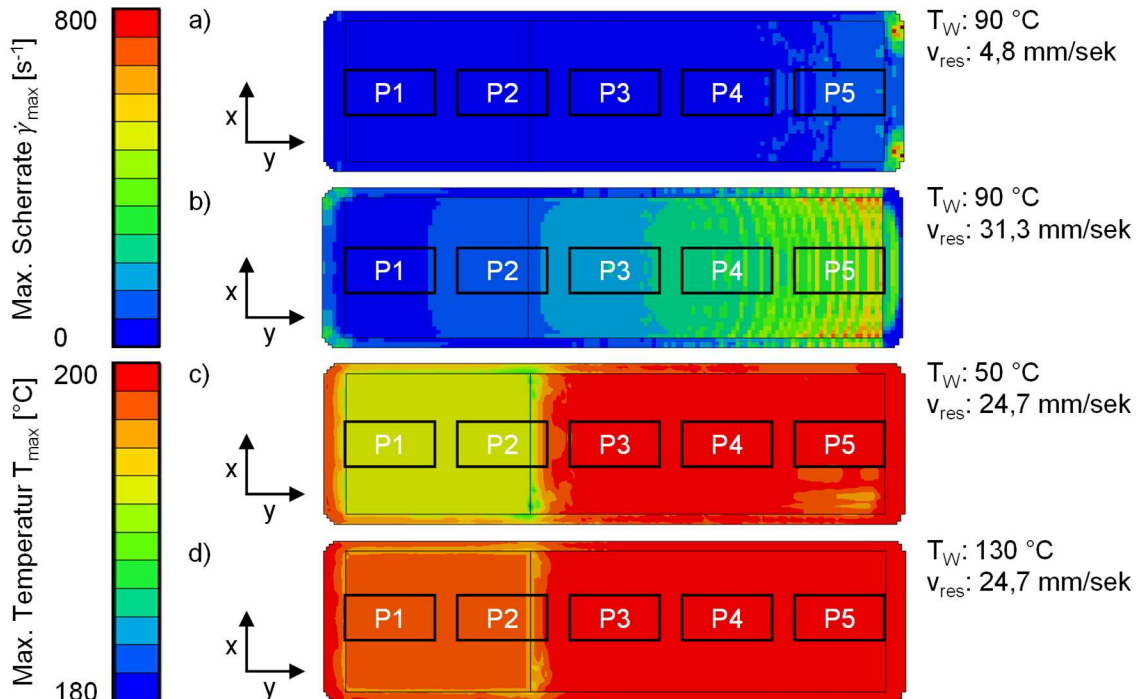 800
Max. Scherrate γ̇max [s-1]
0
a)
x
y
P1 P2 P3 P4 P5
TW: 90 °C
vres: 4,8 mm/sek
b)
x
y
P1 P2 P3 P4 P5
TW: 90 °C
vres: 31,3 mm/sek
200
Max. Temperatur Tmax [°C]
180
c)
x
y
P1 P2 P3 P4 P5
TW: 50 °C
vres: 24,7 mm/sek
d)
x
y
P1 P2 P3 P4 P5
TW: 130 °C
vres: 24,7 mm/sek